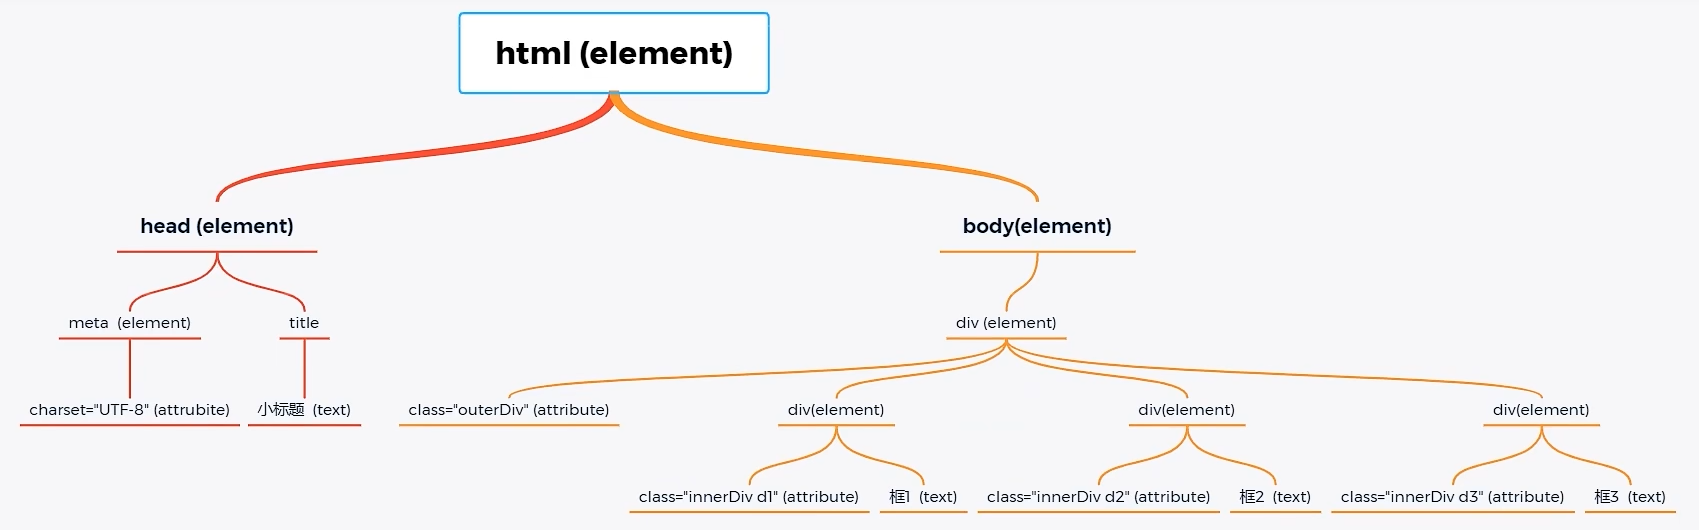 html (element)
head (element)
body(element)
meta  (element)
title
div (element)
charset="UTF-8" (attrubite)
小标题  (text)
class="outerDiv" (attribute)
div(element)
div(element)
div(element)
class="innerDiv d1" (attribute)
框1  (text)
class="innerDiv d2" (attribute)
框2  (text)
class="innerDiv d3" (attribute)
框3  (text)